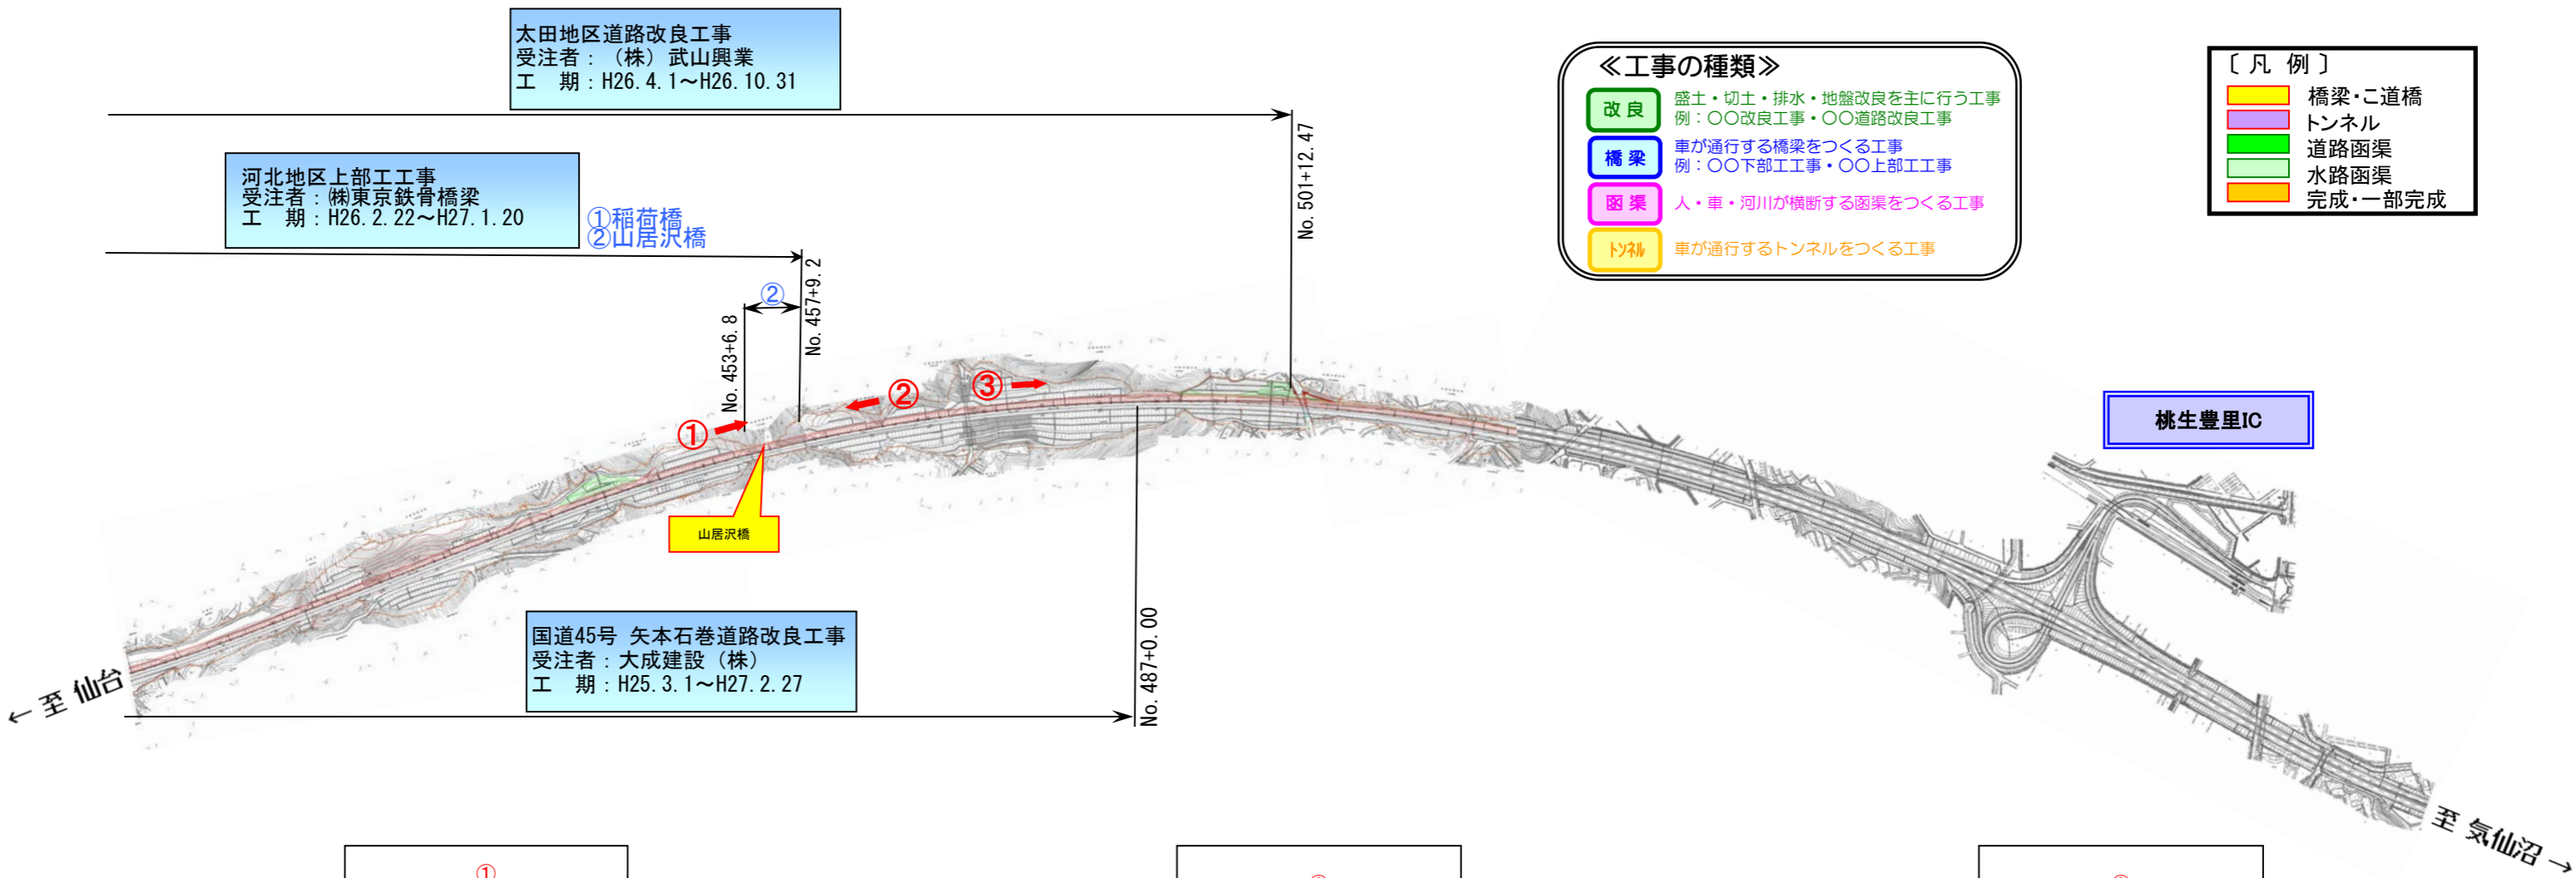 太田地区道路改良工事
受注者：（株）武山興業
工　期：H26.4.1～H26.10.31
河北地区上部工工事
受注者：㈱東京鉄骨橋梁
工　期：H26.2.22～H27.1.20
①稲荷橋
②山居沢橋
≪工事の種類≫
改良
盛土・切土・排水・地盤改良を主に行う工事
例：〇〇改良工事・〇〇道路改良工事
橋梁
車が通行する橋梁をつくる工事
例：〇〇下部工工事・〇〇上部工工事
函渠
人・車・河川が横断する函渠をつくる工事
トンネル
車が通行するトンネルをつくる工事
〔凡 例〕
橋梁・こ道橋
トンネル
道路函渠
水路函渠
完成・一部完成
No.501+12.47
No.457+9.2
②
No.453+6.8
①
②
③
山居沢橋
桃生豊里IC
国道45号 矢本石巻道路改良工事
受注者：大成建設（株）
工　期：H25.3.1～H27.2.27
No.487+0.00
← 至 仙台
至 気仙沼 →
①